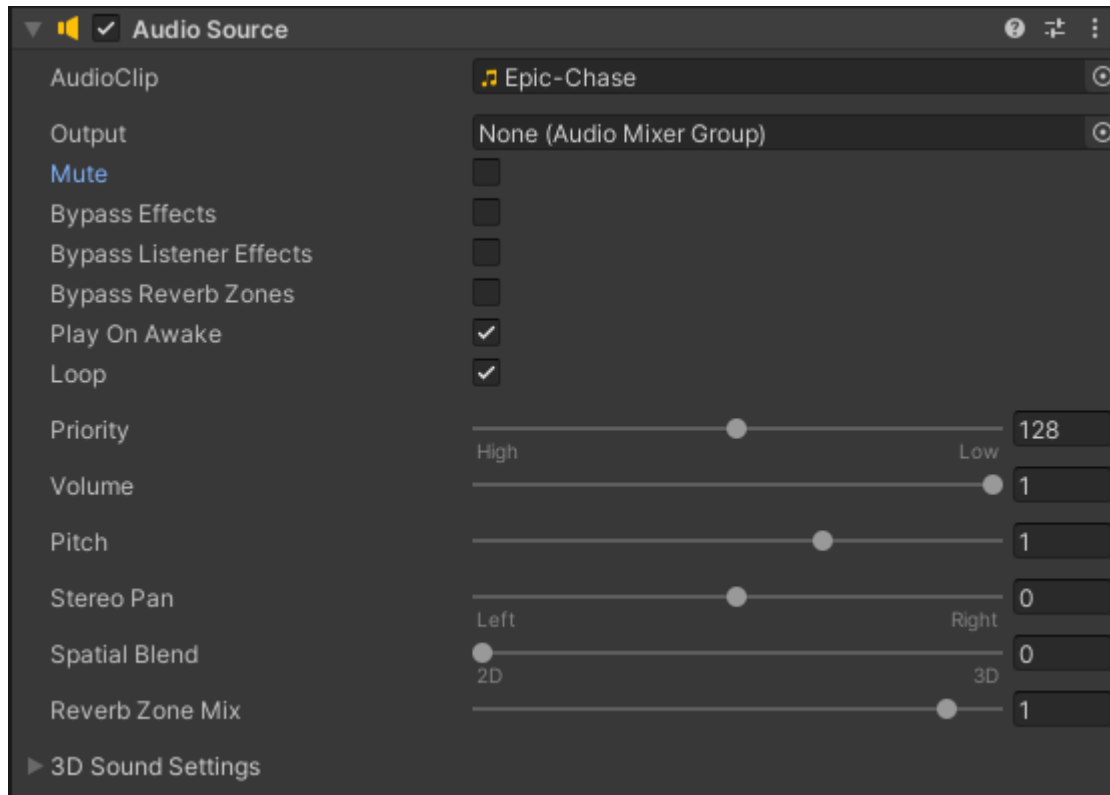 Audio Source
AudioClip Epic-Chase
Output None (Audio Mixer Group)
Mute
Bypass Effects
Bypass Listener Effects
Bypass Reverb Zones
Play On Awake
Loop
Priority 128
High Low
Volume 1
Pitch 1
Stereo Pan 0
Left Right
Spatial Blend 0
2D 3D
Reverb Zone Mix 1
3D Sound Settings